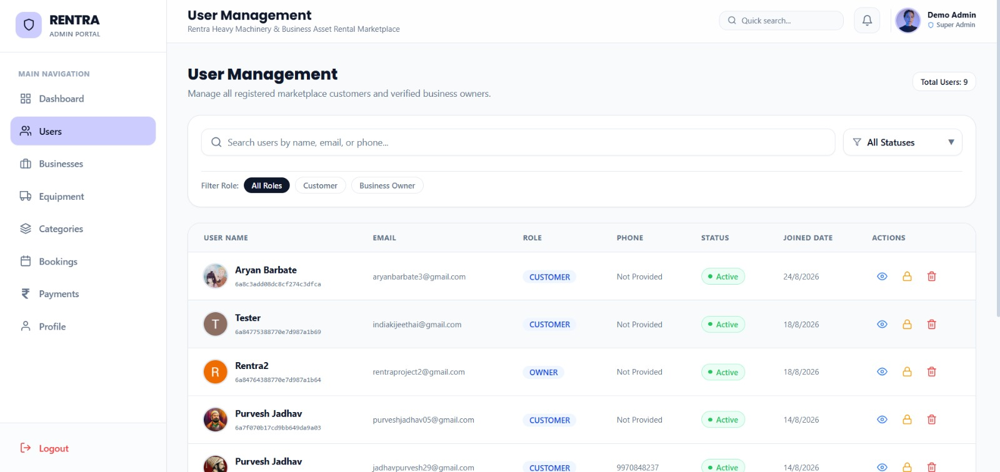 RENTRA
ADMIN PORTAL
MAIN NAVIGATION
Dashboard
Users
Businesses
Equipment
Categories
Bookings
Payments
Profile
Logout
User Management
Rentra Heavy Machinery & Business Asset Rental Marketplace
Quick search...
Demo Admin
Super Admin
User Management
Manage all registered marketplace customers and verified business owners.
Total Users: 9
Search users by name, email, or phone...
All Statuses
Filter Role: All Roles Customer Business Owner
USER NAME EMAIL ROLE PHONE STATUS JOINED DATE ACTIONS
Aryan Barbate
6a8c3add08dc8cf274c3dfca
aryanbarbate3@gmail.com CUSTOMER Not Provided Active 24/8/2026
T
Tester
6a84775388770e7d987a1b69
indiakijeethai@gmail.com CUSTOMER Not Provided Active 18/8/2026
R
Rentra2
6a84764388770e7d987a1b64
rentraproject2@gmail.com OWNER Not Provided Active 18/8/2026
Purvesh Jadhav
6a7f070b17cd9bb649da9a03
purveshjadhav05@gmail.com CUSTOMER Not Provided Active 14/8/2026
Purvesh Jadhav
jadhavpurvesh29@gmail.com CUSTOMER 9970848237 Active 14/8/2026